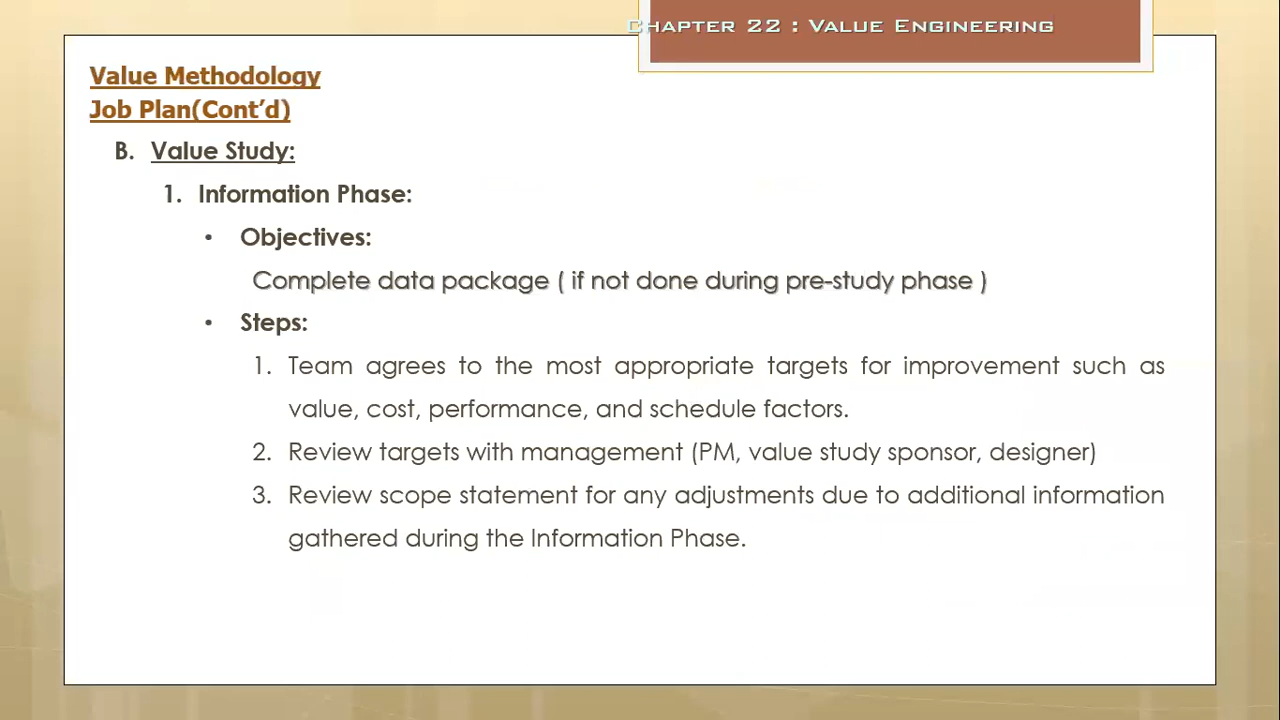 Chapter 22 : Value Engineering
Value Methodology
Job Plan(Cont'd)
B. Value Study:
1. Information Phase:
• Objectives:
Complete data package ( if not done during pre-study phase )
• Steps:
1. Team agrees to the most appropriate targets for improvement such as
value, cost, performance, and schedule factors.
2. Review targets with management (PM, value study sponsor, designer)
3. Review scope statement for any adjustments due to additional information
gathered during the Information Phase.